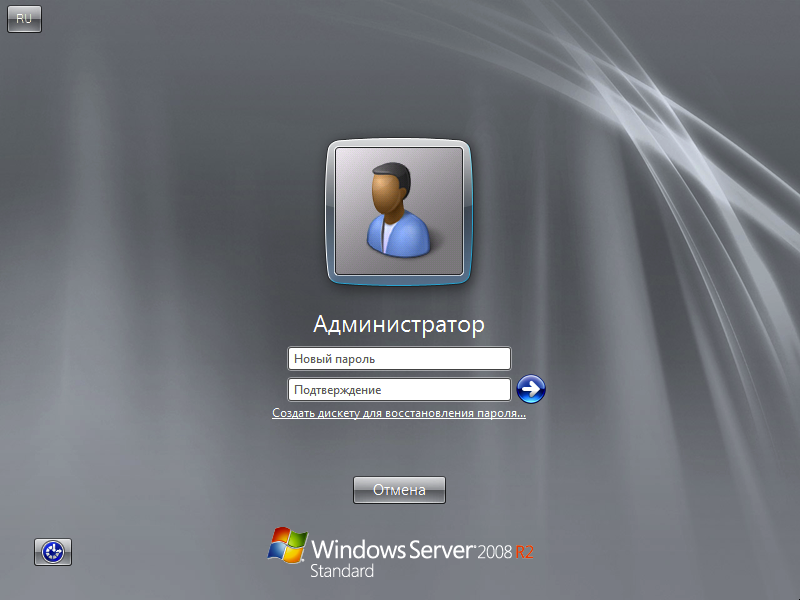 RU
Администратор
Новый пароль
Подтверждение
Создать дискету для восстановления пароля...
Отмена
Windows Server 2008 R2
Standard